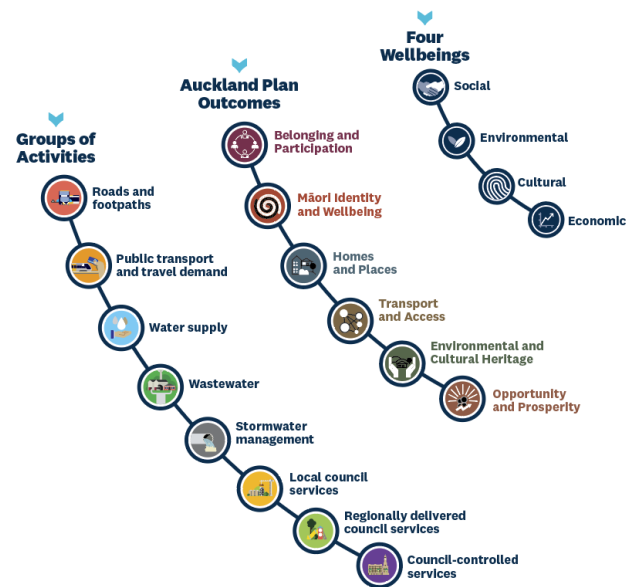 Four
Wellbeings
Social
Environmental
Cultural
Economic
Auckland Plan
Outcomes
Belonging and
Participation
Māori Identity
and Wellbeing
Homes
and Places
Transport
and Access
Environmental and
Cultural Heritage
Opportunity
and Prosperity
Groups of
Activities
Roads and
footpaths
Public transport
and travel demand
Water supply
Wastewater
Stormwater
management
Local council
services
Regionally delivered
council services
Council-controlled
services